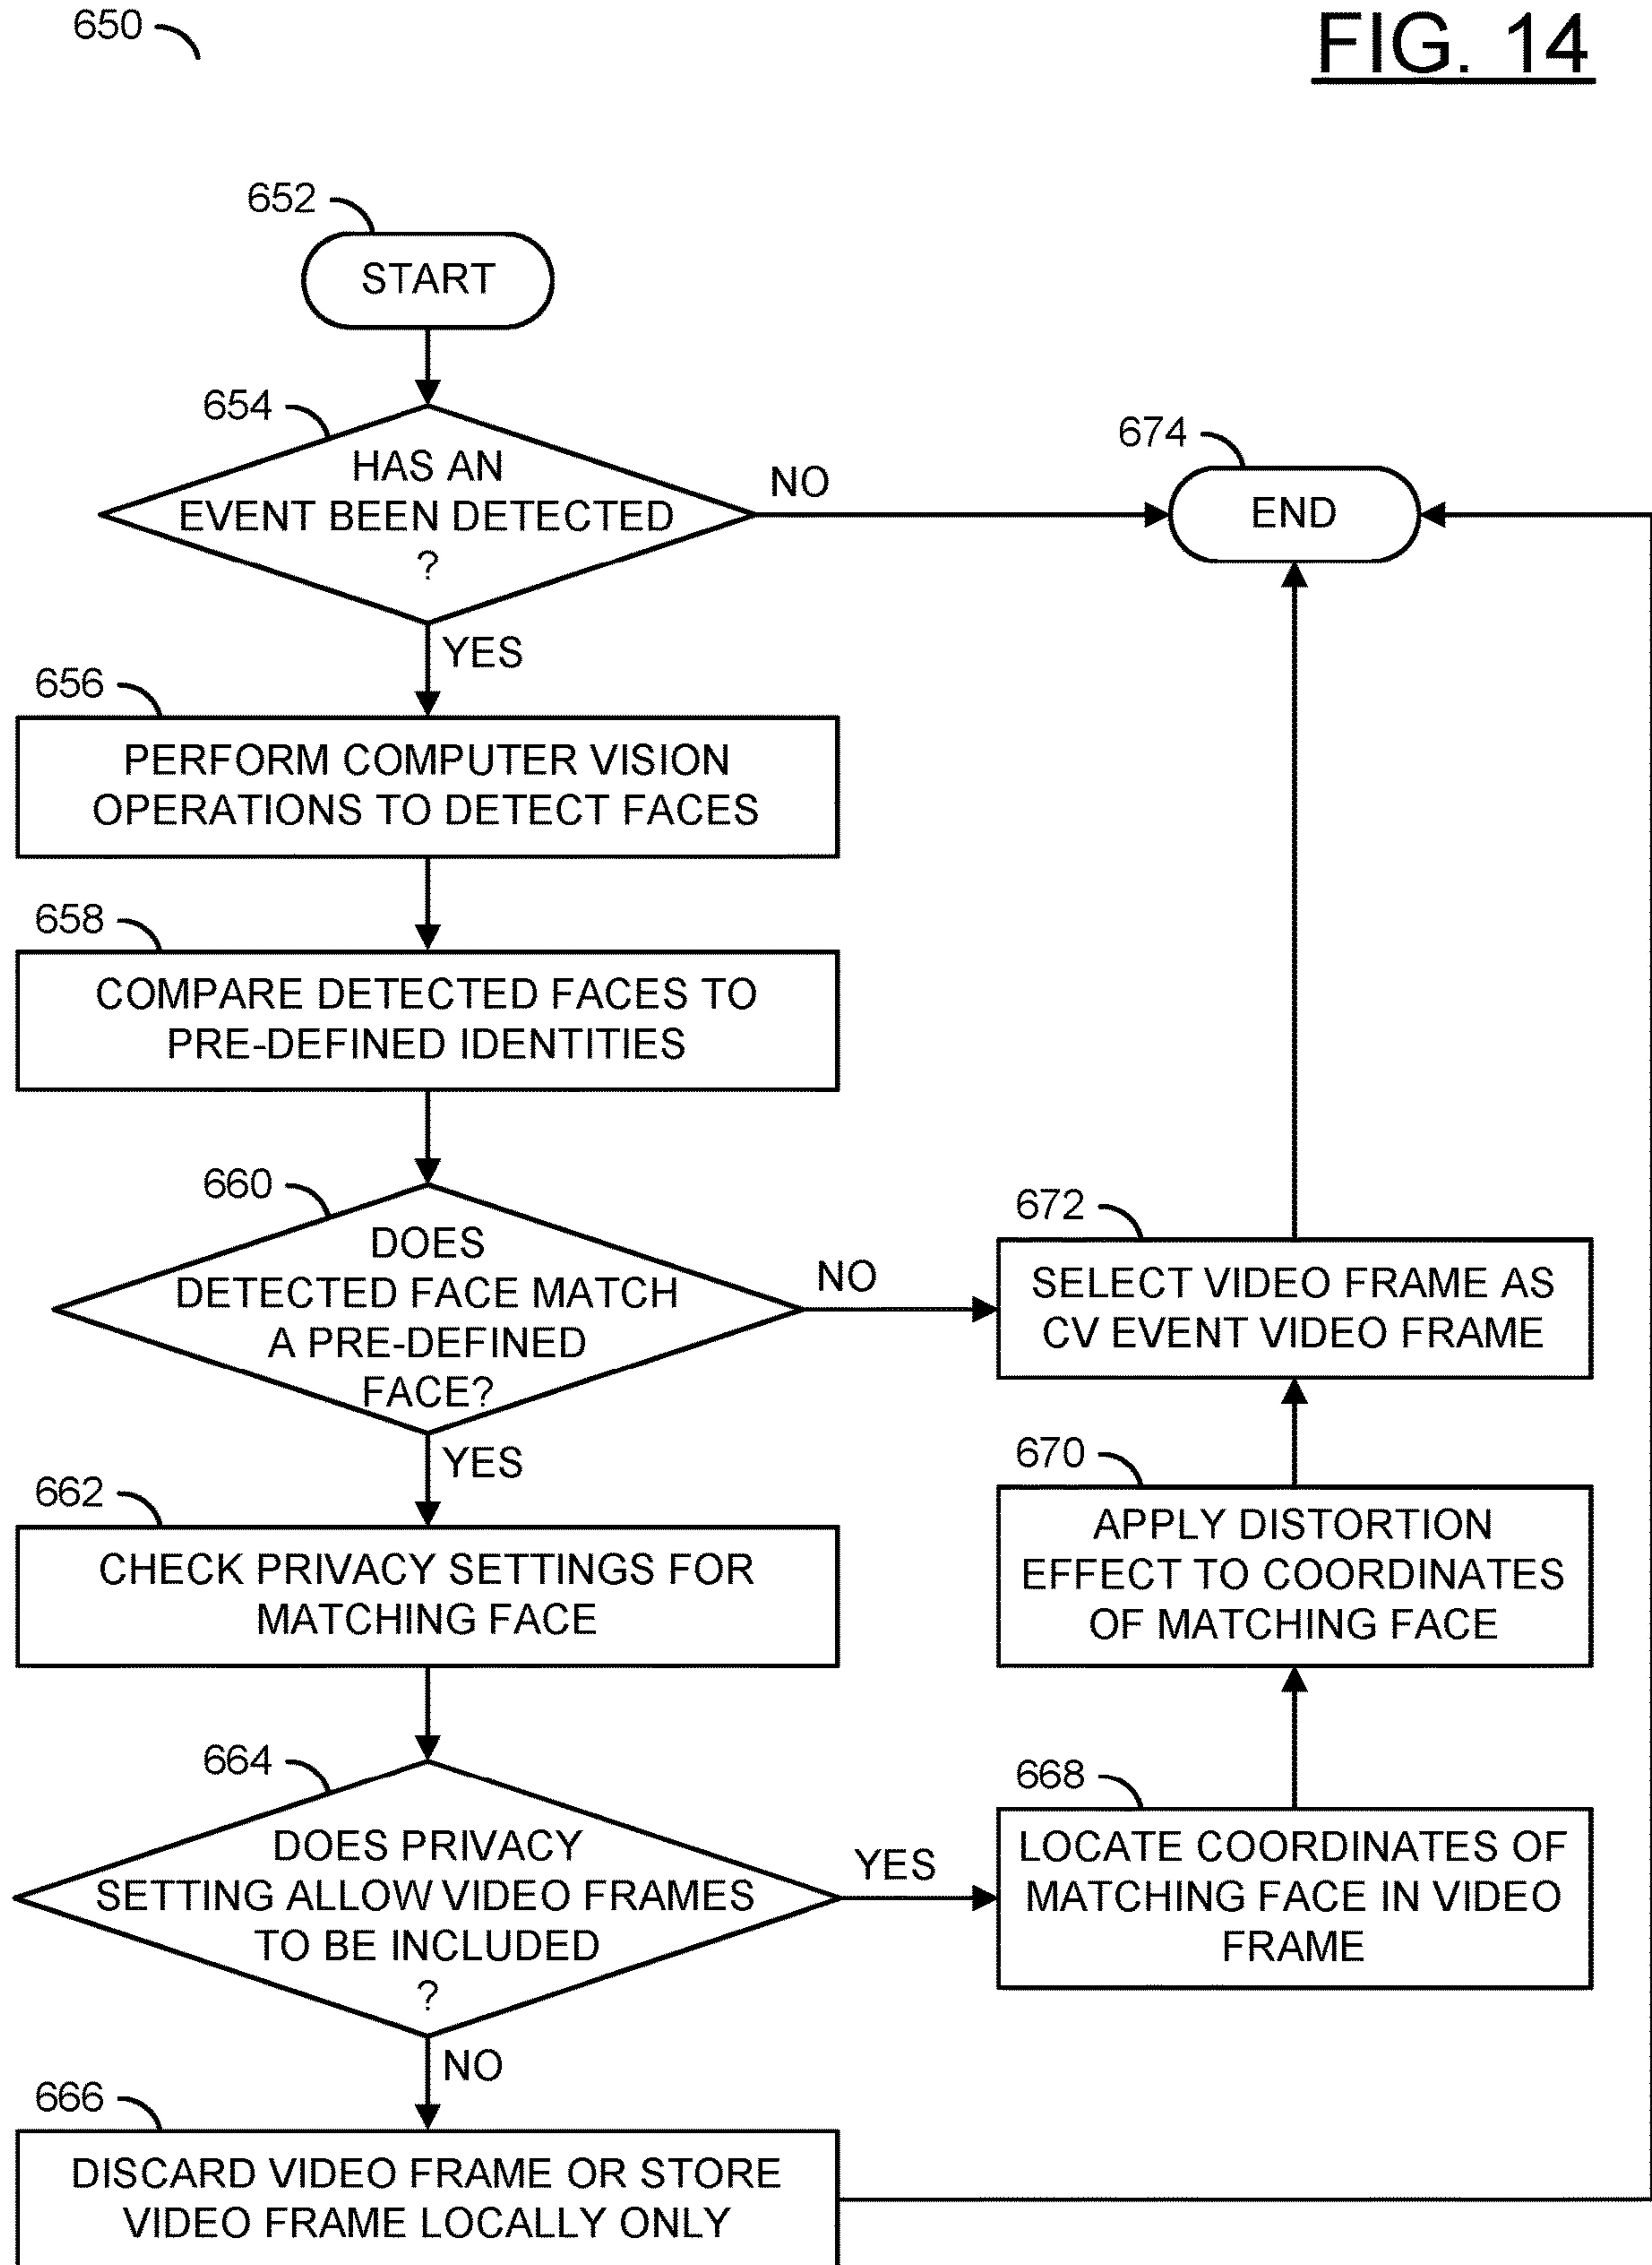 650
FIG. 14
652
START
654
HAS AN
EVENT BEEN DETECTED
?
NO
674
END
YES
656
PERFORM COMPUTER VISION
OPERATIONS TO DETECT FACES
658
COMPARE DETECTED FACES TO
PRE-DEFINED IDENTITIES
660
DOES
DETECTED FACE MATCH
A PRE-DEFINED
FACE?
NO
672
SELECT VIDEO FRAME AS
CV EVENT VIDEO FRAME
YES
662
CHECK PRIVACY SETTINGS FOR
MATCHING FACE
670
APPLY DISTORTION
EFFECT TO COORDINATES
OF MATCHING FACE
664
DOES PRIVACY
SETTING ALLOW VIDEO FRAMES
TO BE INCLUDED
?
YES
668
LOCATE COORDINATES OF
MATCHING FACE IN VIDEO
FRAME
NO
666
DISCARD VIDEO FRAME OR STORE
VIDEO FRAME LOCALLY ONLY